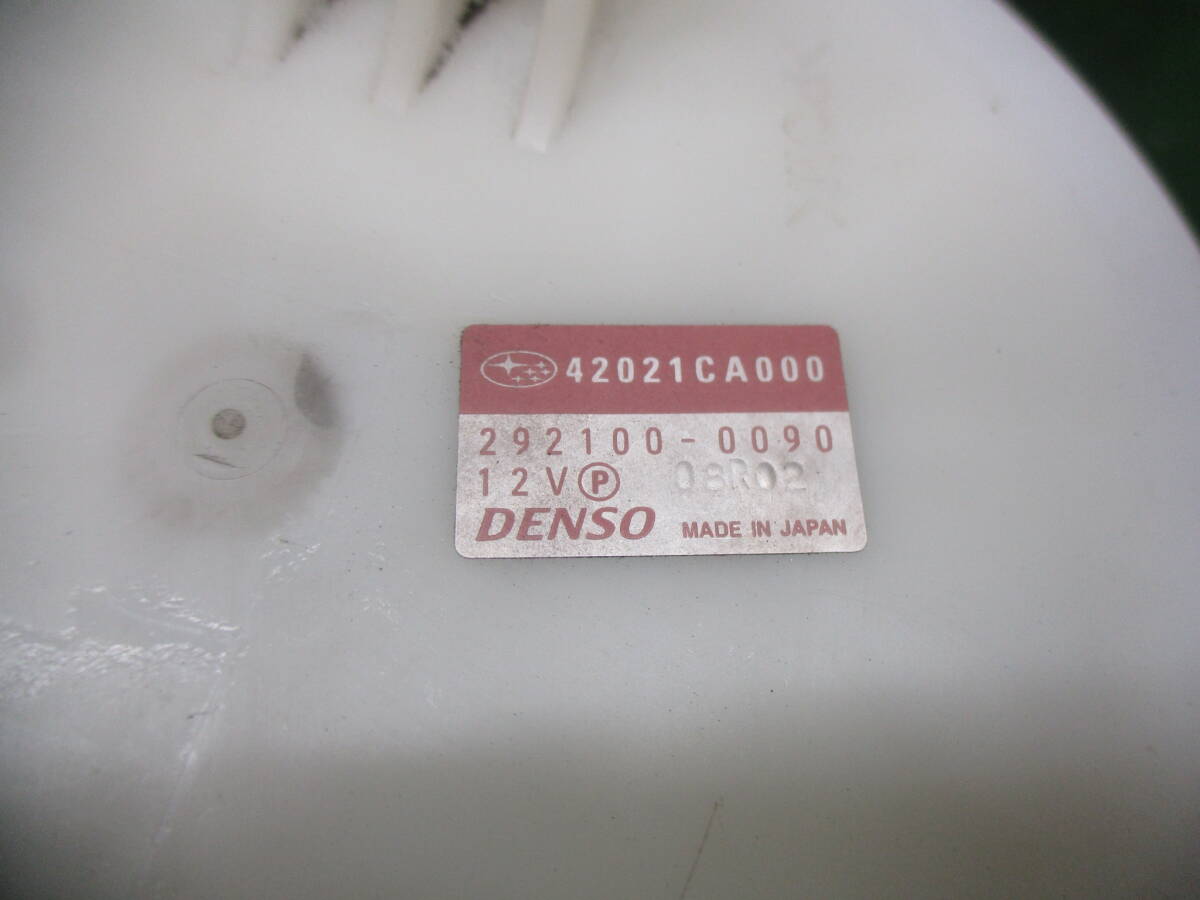 42021CA000
292100-0090
12V P 08R02
DENSO MADE IN JAPAN